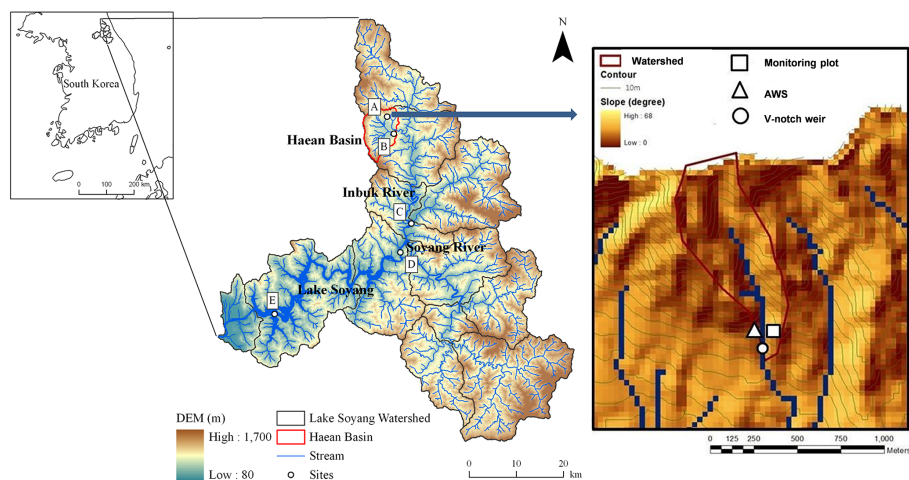 South Korea
0 100 200
km
N
A
Haean Basin
B
Inbuk River
C
Soyang River
D
Lake Soyang
E
DEM (m)
High : 1,700
Low : 80
Lake Soyang Watershed
Haean Basin
Stream
Sites
0 10 20
km
Watershed
Contour
10m
Slope (degree)
High : 68
Low : 0
Monitoring plot
AWS
V-notch weir
0 125 250 500 750 1,000
Meters